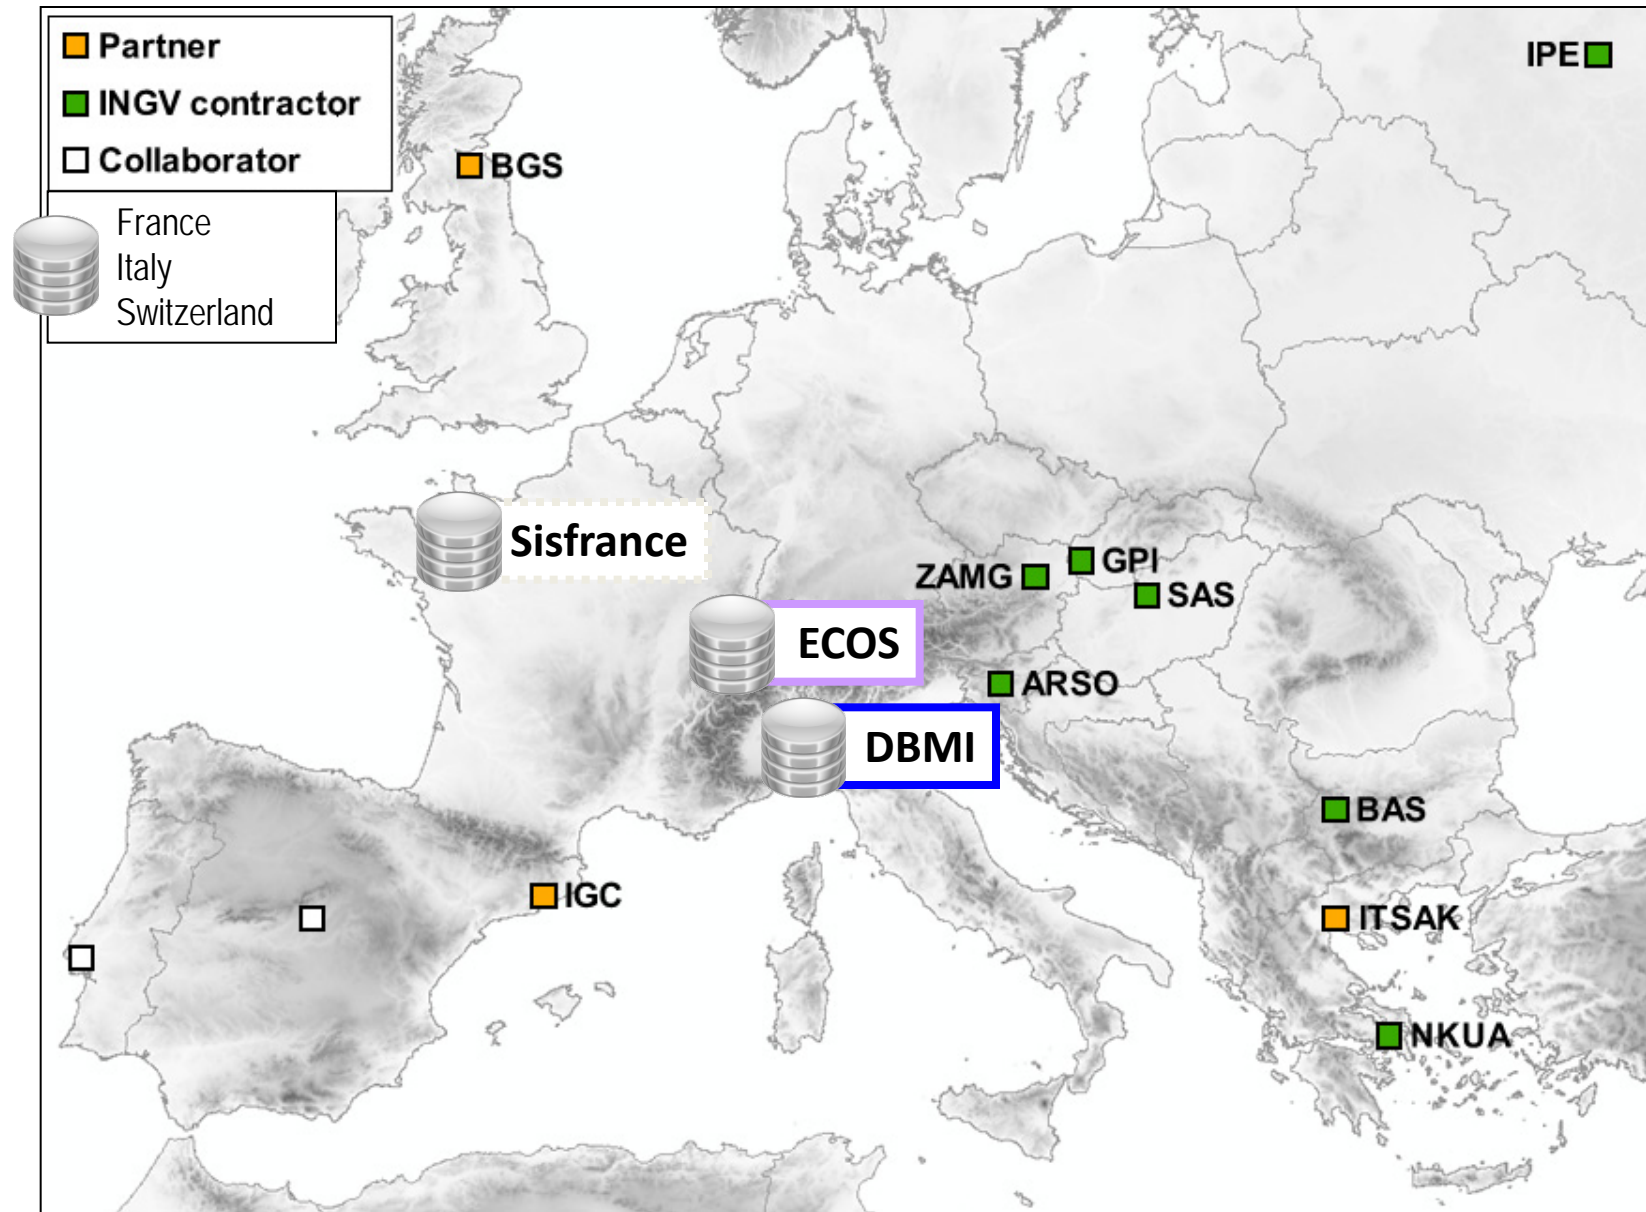 Partner
INGV contractor
Collaborator
France
Italy
Switzerland
IPE
BGS
Sisfrance
ZAMG
GPI
SAS
ECOS
ARSO
DBMI
BAS
IGC
ITSAK
NKUA